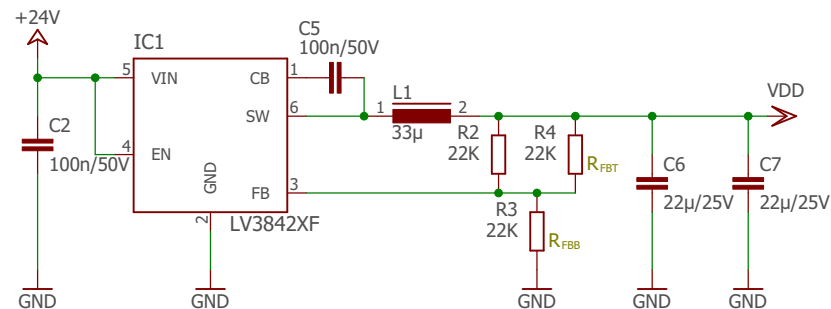 +24V
IC1
C5
100n/50V
5
VIN
CB
1
L1
VDD
SW
6
1
2
33µ
R2
22K
R4
22K
R_FBT
C2
100n/50V
4
EN
GND
FB
3
C6
22µ/25V
C7
22µ/25V
2
LV3842XF
R3
22K
R_FBB
GND
GND
GND
GND
GND